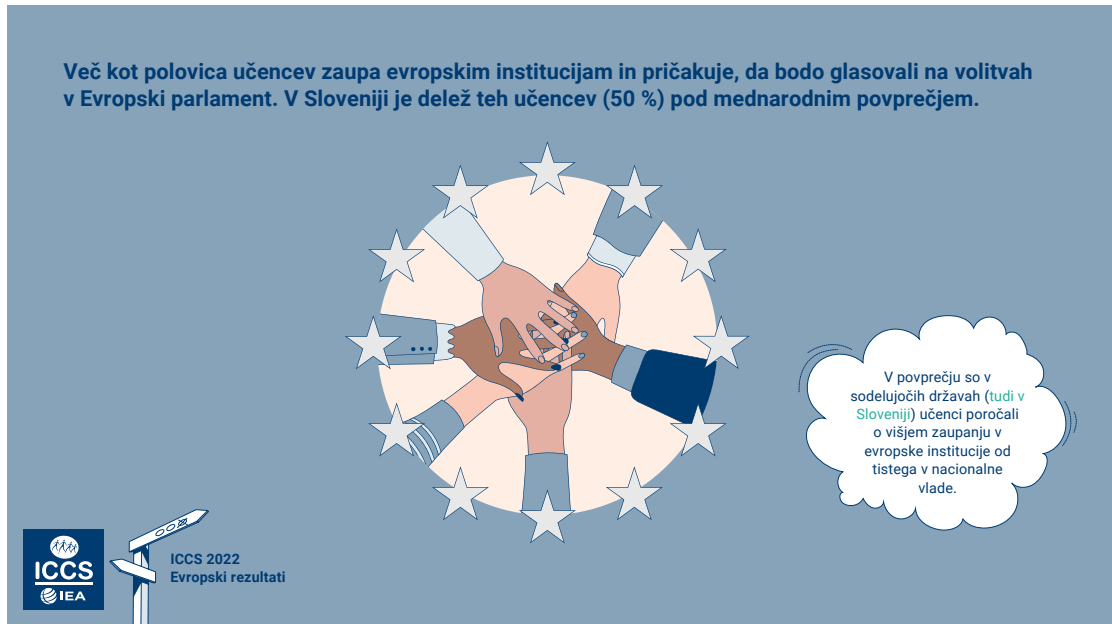 Več kot polovica učencev zaupa evropskim institucijam in pričakuje, da bodo glasovali na volitvah
v Evropski parlament. V Sloveniji je delež teh učencev (50 %) pod mednarodnim povprečjem.
V povprečju so v
sodelujočih državah (tudi v
Sloveniji) učenci poročali
o višjem zaupanju v
evropske institucije od
tistega v nacionalne
vlade.
ICCS
IEA
ICCS 2022
Evropski rezultati